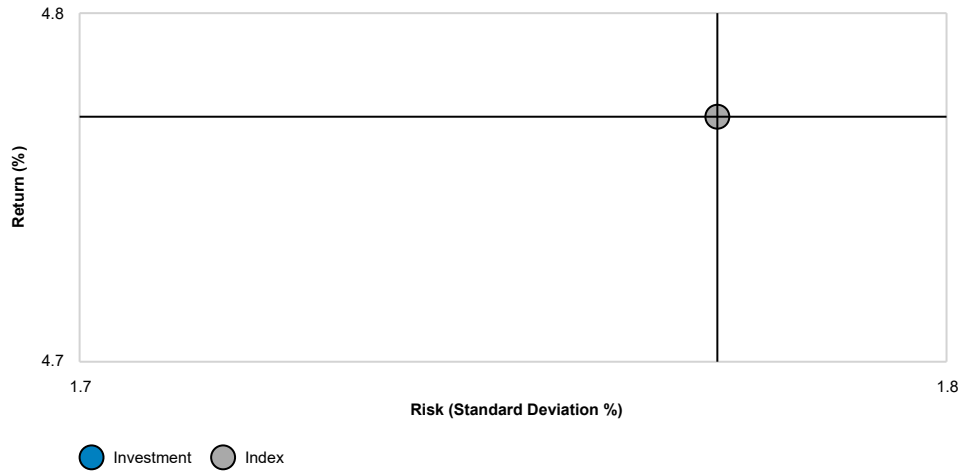 4.8
Return (%)
4.7
1.7
1.8
Risk (Standard Deviation %)
Investment
Index